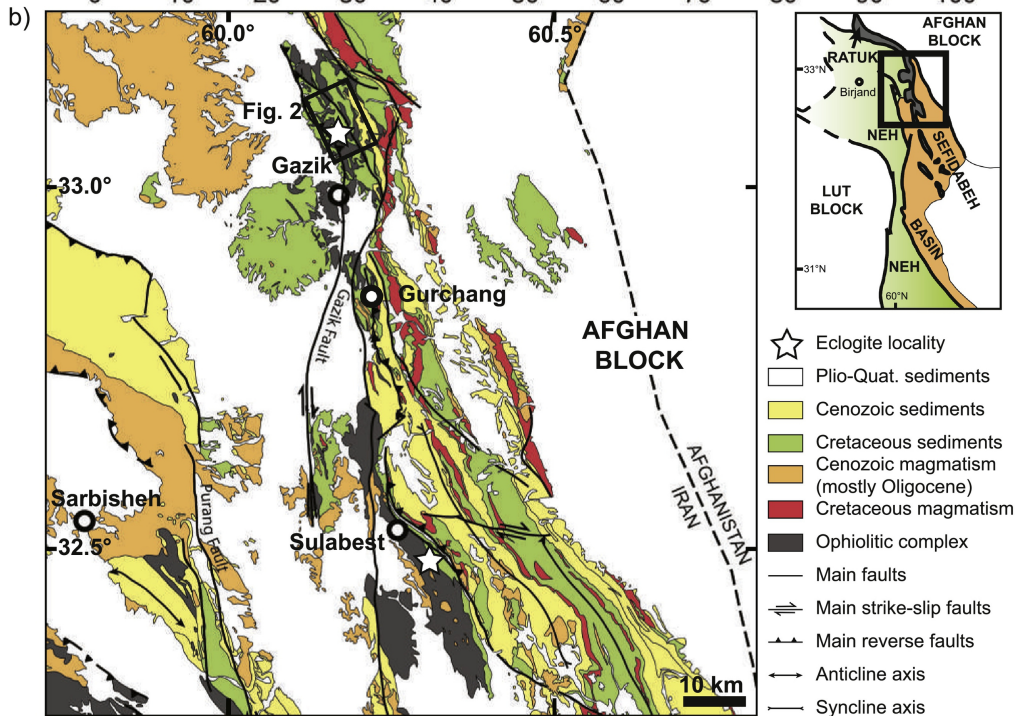 b)
60.0°
60.5°
Fig. 2
Gazik
33.0°
Gurchang
Gazik Fault
AFGHAN
BLOCK
AFGHANISTAN
IRAN
Sarbisheh
Purang Fault
Sulabest
32.5°
10 km
AFGHAN
BLOCK
RATUK
33°N
Birjand
NEH
SEFIDABEH
BASIN
LUT
BLOCK
NEH
31°N
60°N
Eclogite locality
Plio-Quat. sediments
Cenozoic sediments
Cretaceous sediments
Cenozoic magmatism
(mostly Oligocene)
Cretaceous magmatism
Ophiolitic complex
Main faults
Main strike-slip faults
Main reverse faults
Anticline axis
Syncline axis